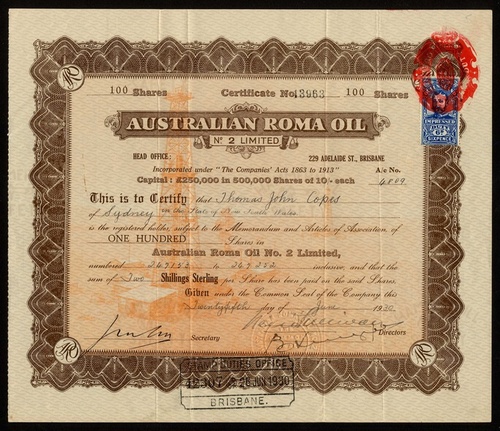 100 Shares Certificate No. 13963 100 Shares
AUSTRALIAN ROMA OIL
No 2 LIMITED
IMPRESSED
SIXPENCE
HEAD OFFICE: 229 ADELAIDE ST., BRISBANE
Incorporated under "The Companies Acts 1863 to 1913" A/c No.
Capital: £250,000 in 500,000 Shares of 10/- each
This is to Certify that Thomas John Copes
of Sydney in the State of New South Wales
is the registered holder, subject to the Memorandum and Articles of Association, of
ONE HUNDRED Shares in
Australian Roma Oil No. 2 Limited,
numbered to inclusive, and that the
sum of Two Shillings Sterling per Share has been paid on the said Shares.
Given under the Common Seal of the Company this
Twentyfifth day of June 1930
Secretary Directors
STAMP DUTIES OFFICE
26 JUN 1930
BRISBANE.